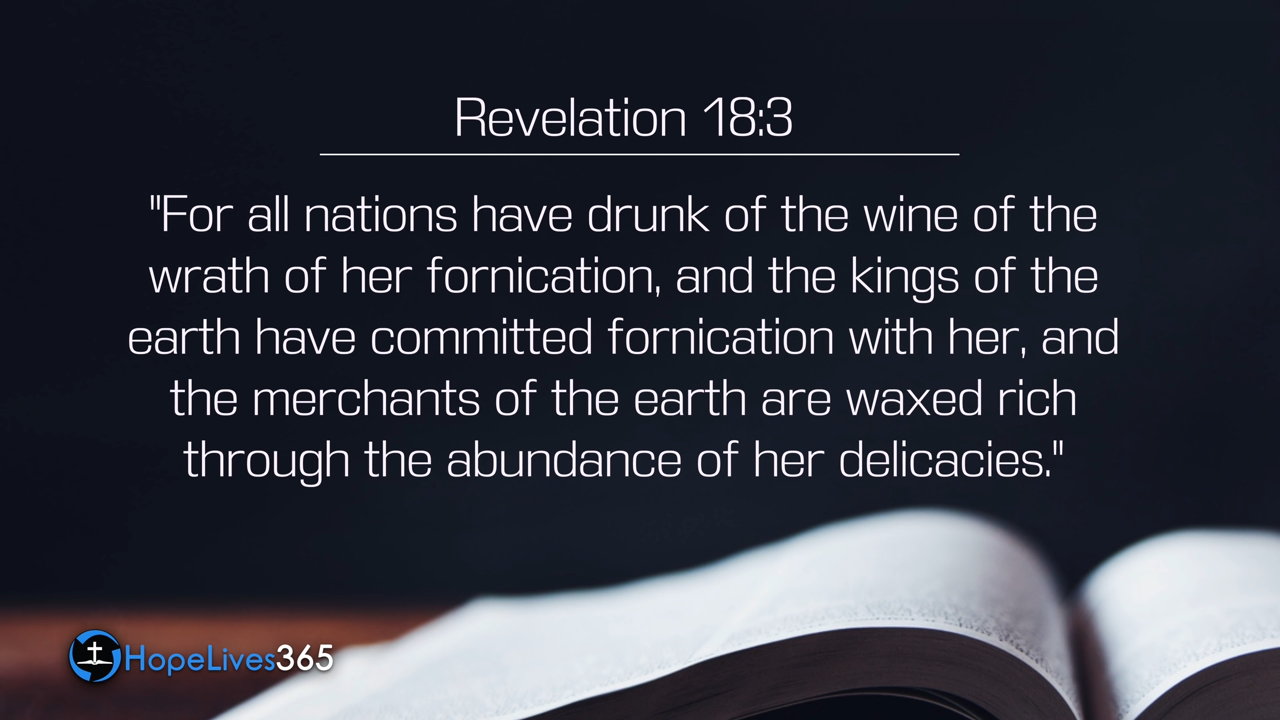 Revelation 18:3
"For all nations have drunk of the wine of the
wrath of her fornication, and the kings of the
earth have committed fornication with her, and
the merchants of the earth are waxed rich
through the abundance of her delicacies."
HopeLives365